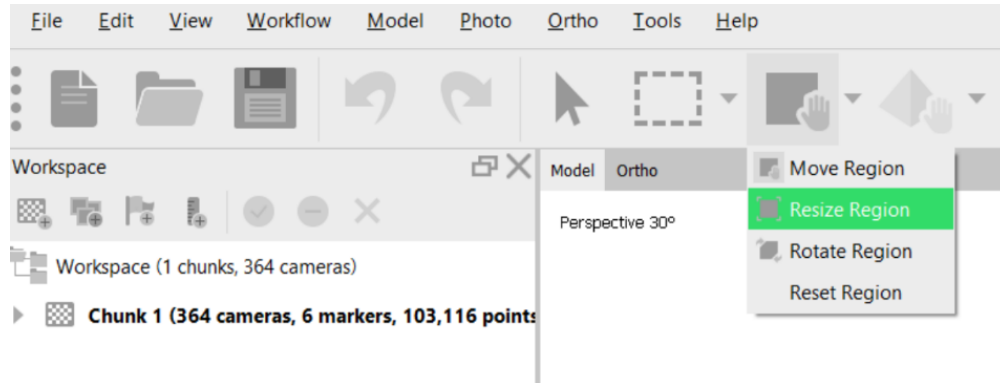 File Edit View Workflow Model Photo Ortho Tools Help
Workspace
Model Ortho
Move Region
Resize Region
Rotate Region
Reset Region
Perspective 30°
Workspace (1 chunks, 364 cameras)
Chunk 1 (364 cameras, 6 markers, 103,116 points